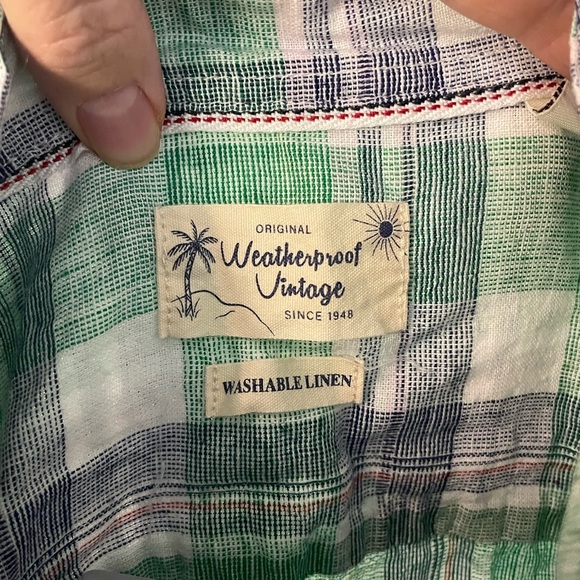 ORIGINAL
Weatherproof
Vintage
SINCE 1948
WASHABLE LINEN